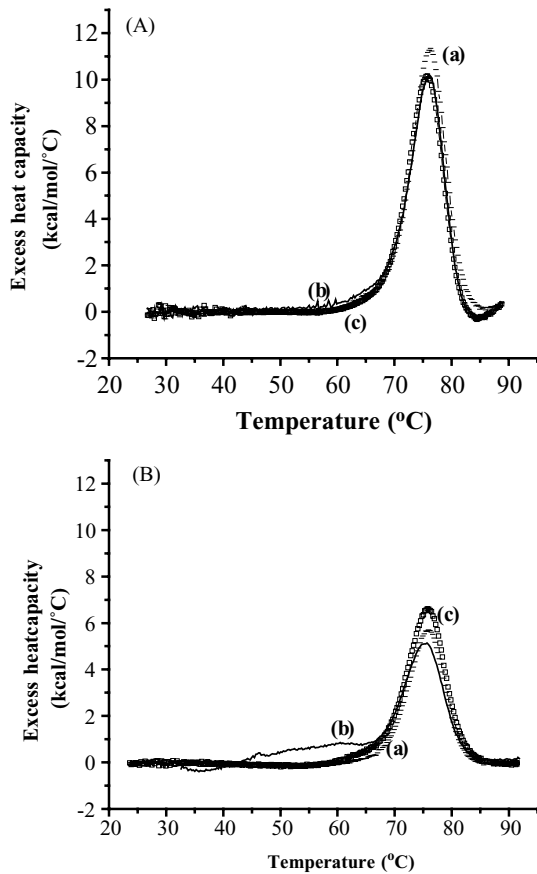 (A)
(a)
(b)
(c)
Excess heat capacity
(kcal/mol/°C)
12
10
8
6
4
2
0
-2
20 30 40 50 60 70 80 90
Temperature (°C)
(B)
(c)
(b)
(a)
Excess heatcapacity
(kcal/mol/°C)
12
10
8
6
4
2
0
-2
20 30 40 50 60 70 80 90
Temperature (°C)